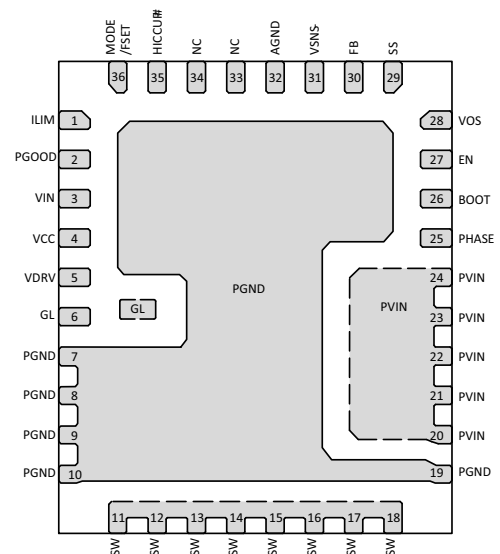 MODE
/FSET
HICCUP#
NC
NC
AGND
VSNS-
FB
SS
36
35
34
33
32
31
30
29
ILIM
1
28
VOS
PGOOD
2
27
EN
VIN
3
26
BOOT
VCC
4
25
PHASE
VDRV
5
24
PVIN
GL
6
GL
PGND
PVIN
23
PVIN
PGND
7
22
PVIN
PGND
8
21
PVIN
PGND
9
20
PVIN
PGND
10
19
PGND
11
12
13
14
15
16
17
18
SW
SW
SW
SW
SW
SW
SW
SW